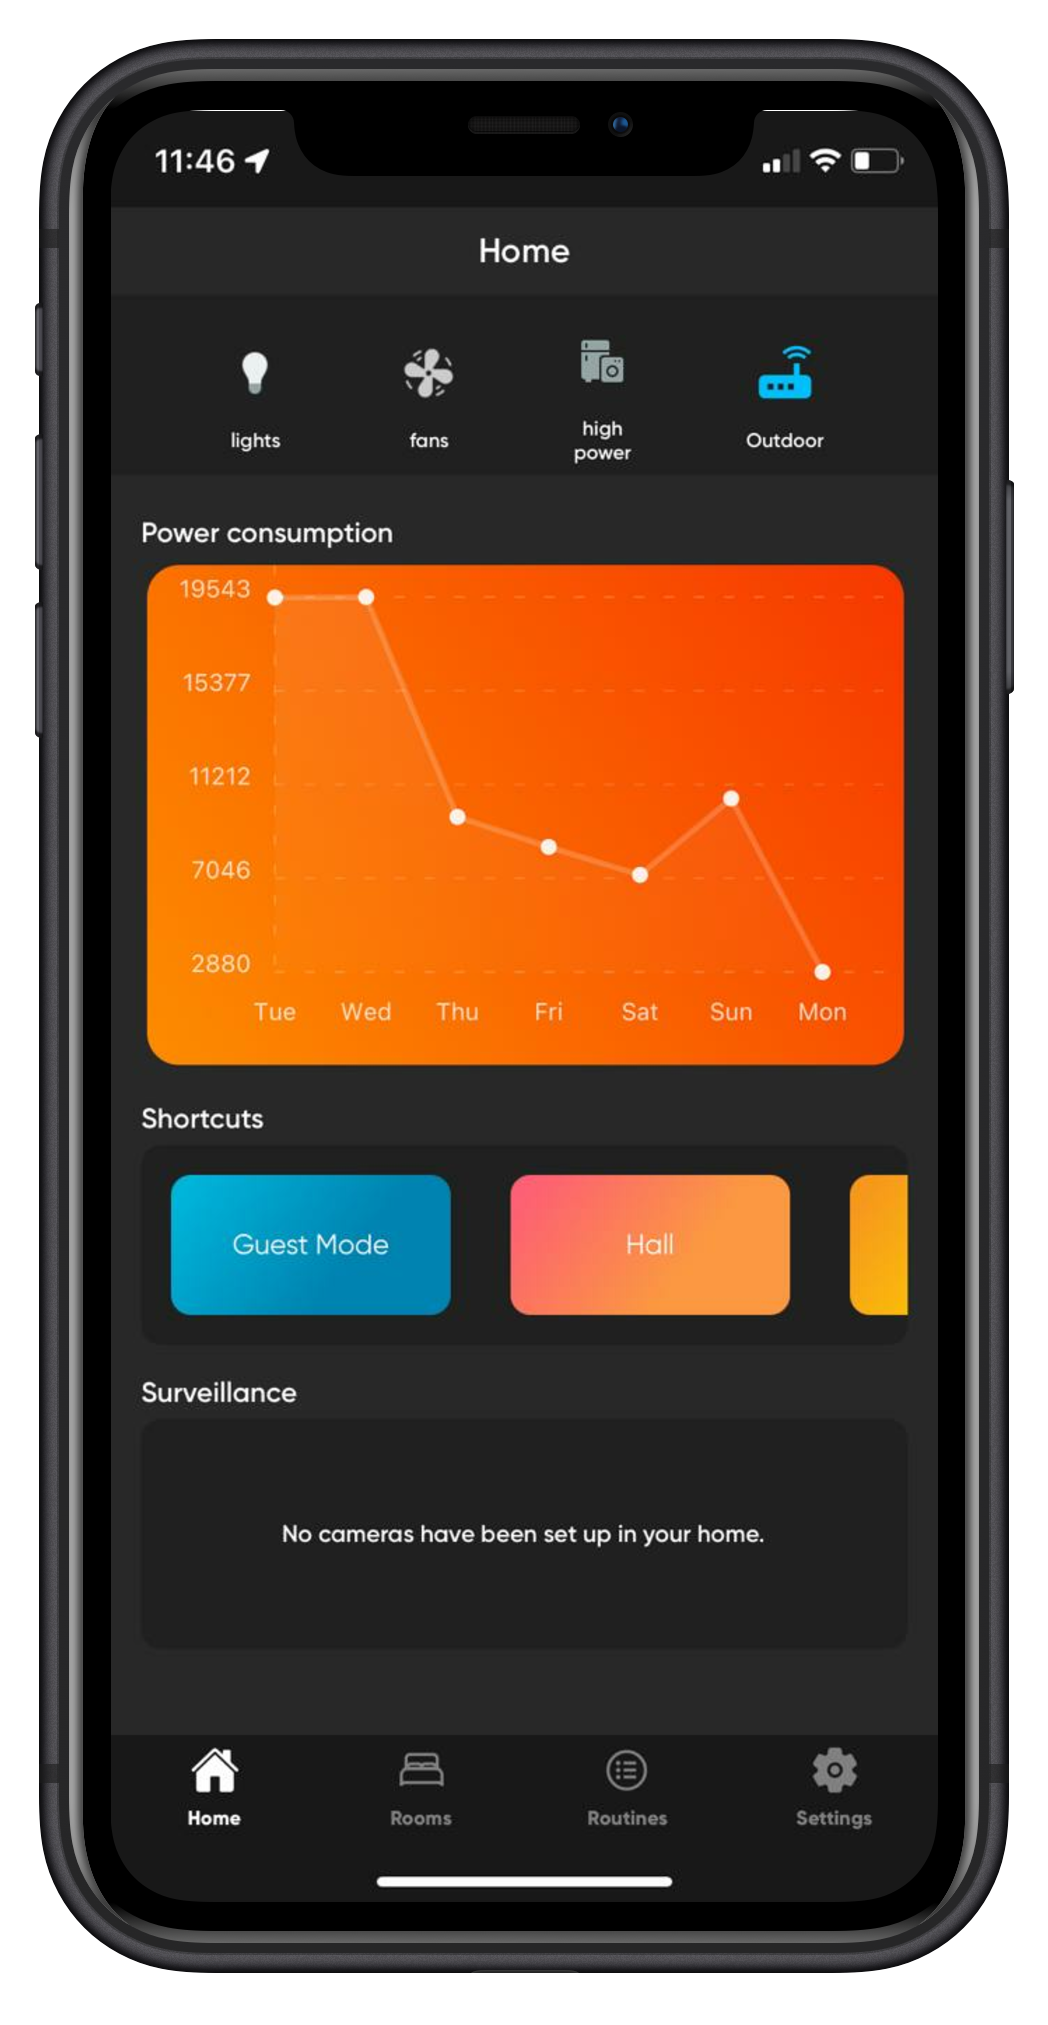 11:46
Home
lights
fans
high
power
Outdoor
Power consumption
19543
15377
11212
7046
2880
Tue Wed Thu Fri Sat Sun Mon
Shortcuts
Guest Mode
Hall
Surveillance
No cameras have been set up in your home.
Home
Rooms
Routines
Settings